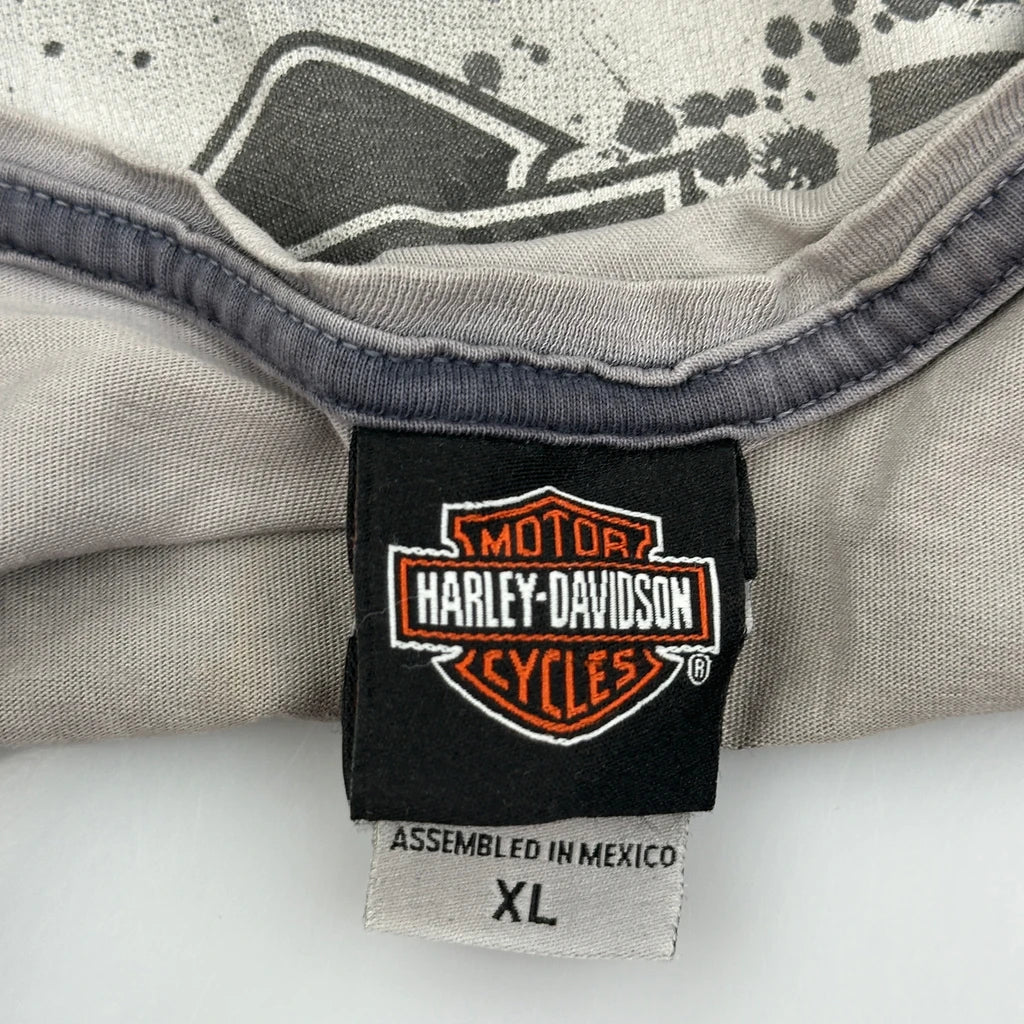 MOTOR
HARLEY-DAVIDSON
CYCLES
®
ASSEMBLED IN MEXICO
XL